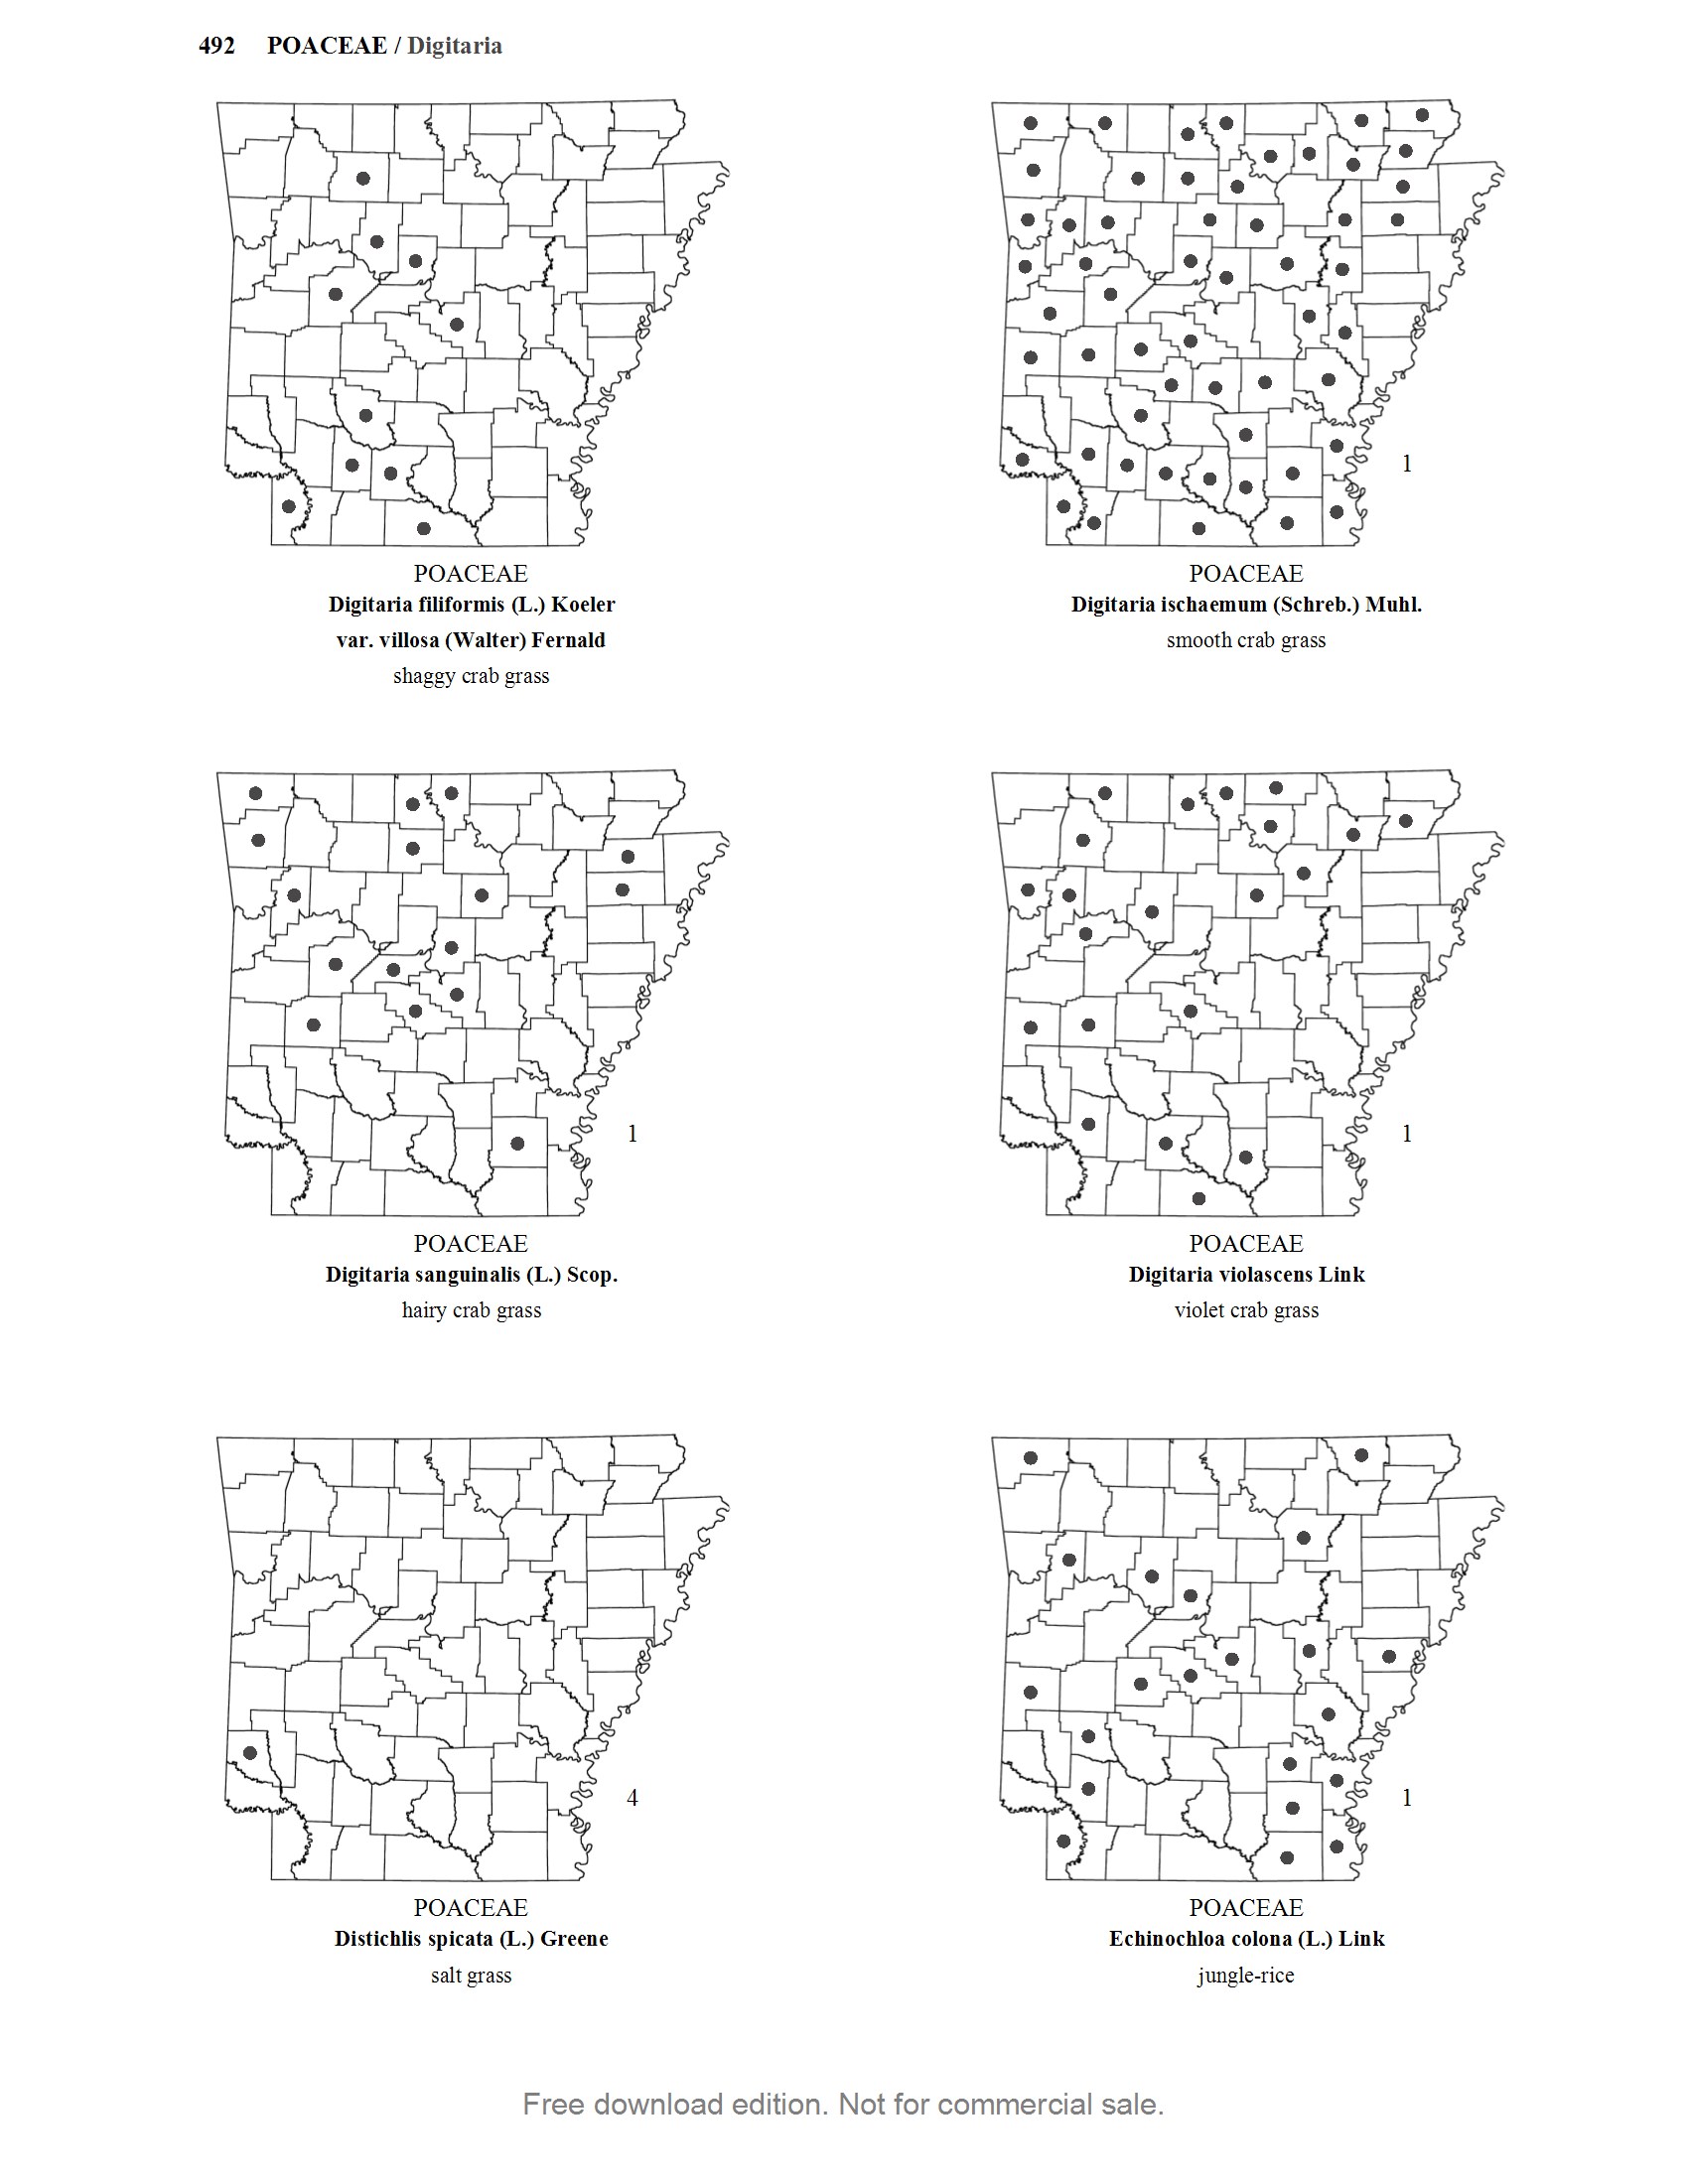 492 POACEAE / Digitaria
POACEAE
Digitaria filiformis (L.) Koeler
var. villosa (Walter) Fernald
shaggy crab grass
1
POACEAE
Digitaria ischaemum (Schreb.) Muhl.
smooth crab grass
1
POACEAE
Digitaria sanguinalis (L.) Scop.
hairy crab grass
1
POACEAE
Digitaria violascens Link
violet crab grass
4
POACEAE
Distichlis spicata (L.) Greene
salt grass
1
POACEAE
Echinochloa colona (L.) Link
jungle-rice
Free download edition. Not for commercial sale.